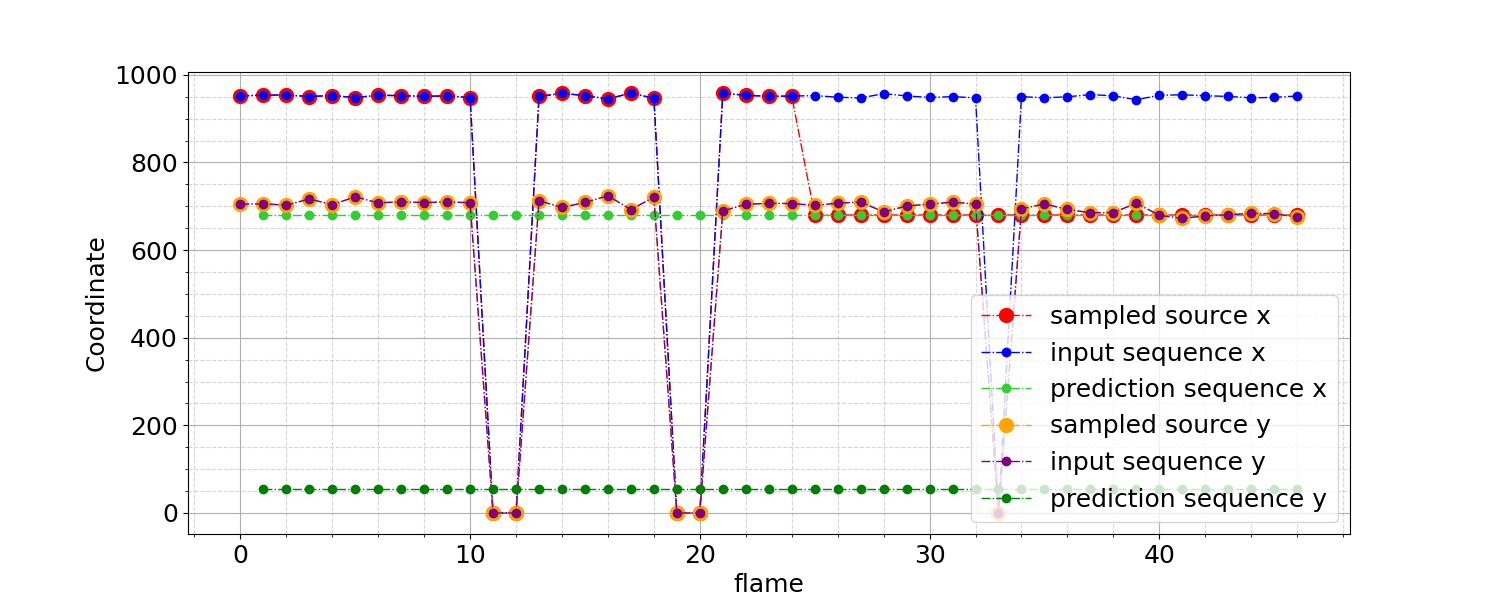 1000
800
600
400
200
0
Coordinate
sampled source x
input sequence x
prediction sequence x
sampled source y
input sequence y
prediction sequence y
0 10 20 30 40
flame